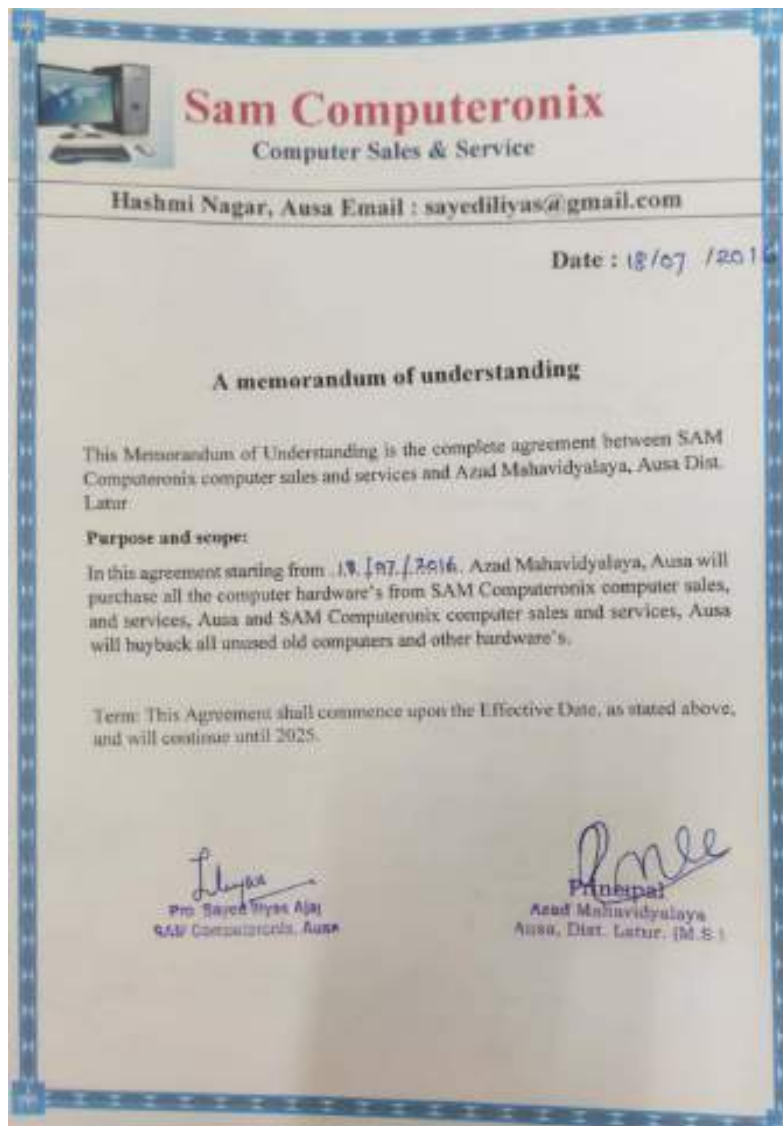 Sam Computeronix
Computer Sales & Service
Hashmi Nagar, Ausa Email : sayediliyas@gmail.com
Date : 18/07 /2016
A memorandum of understanding
This Memorandum of Understanding is the complete agreement between SAM
Computeronix computer sales and services and Azad Mahavidyalaya, Ausa Dist.
Latur
Purpose and scope:
In this agreement starting from .18./07./.2016. Azad Mahavidyalaya, Ausa will
purchase all the computer hardware's from SAM Computeronix computer sales,
and services, Ausa and SAM Computeronix computer sales and services, Ausa
will buyback all unused old computers and other hardware's.
Term: This Agreement shall commence upon the Effective Date, as stated above,
and will continue until 2025.
Pro. Sayed Iliyas Ajaj
SAM Computeronix, Ausa
Principal
Azad Mahavidyalaya
Ausa, Dist. Latur. (M.S.)